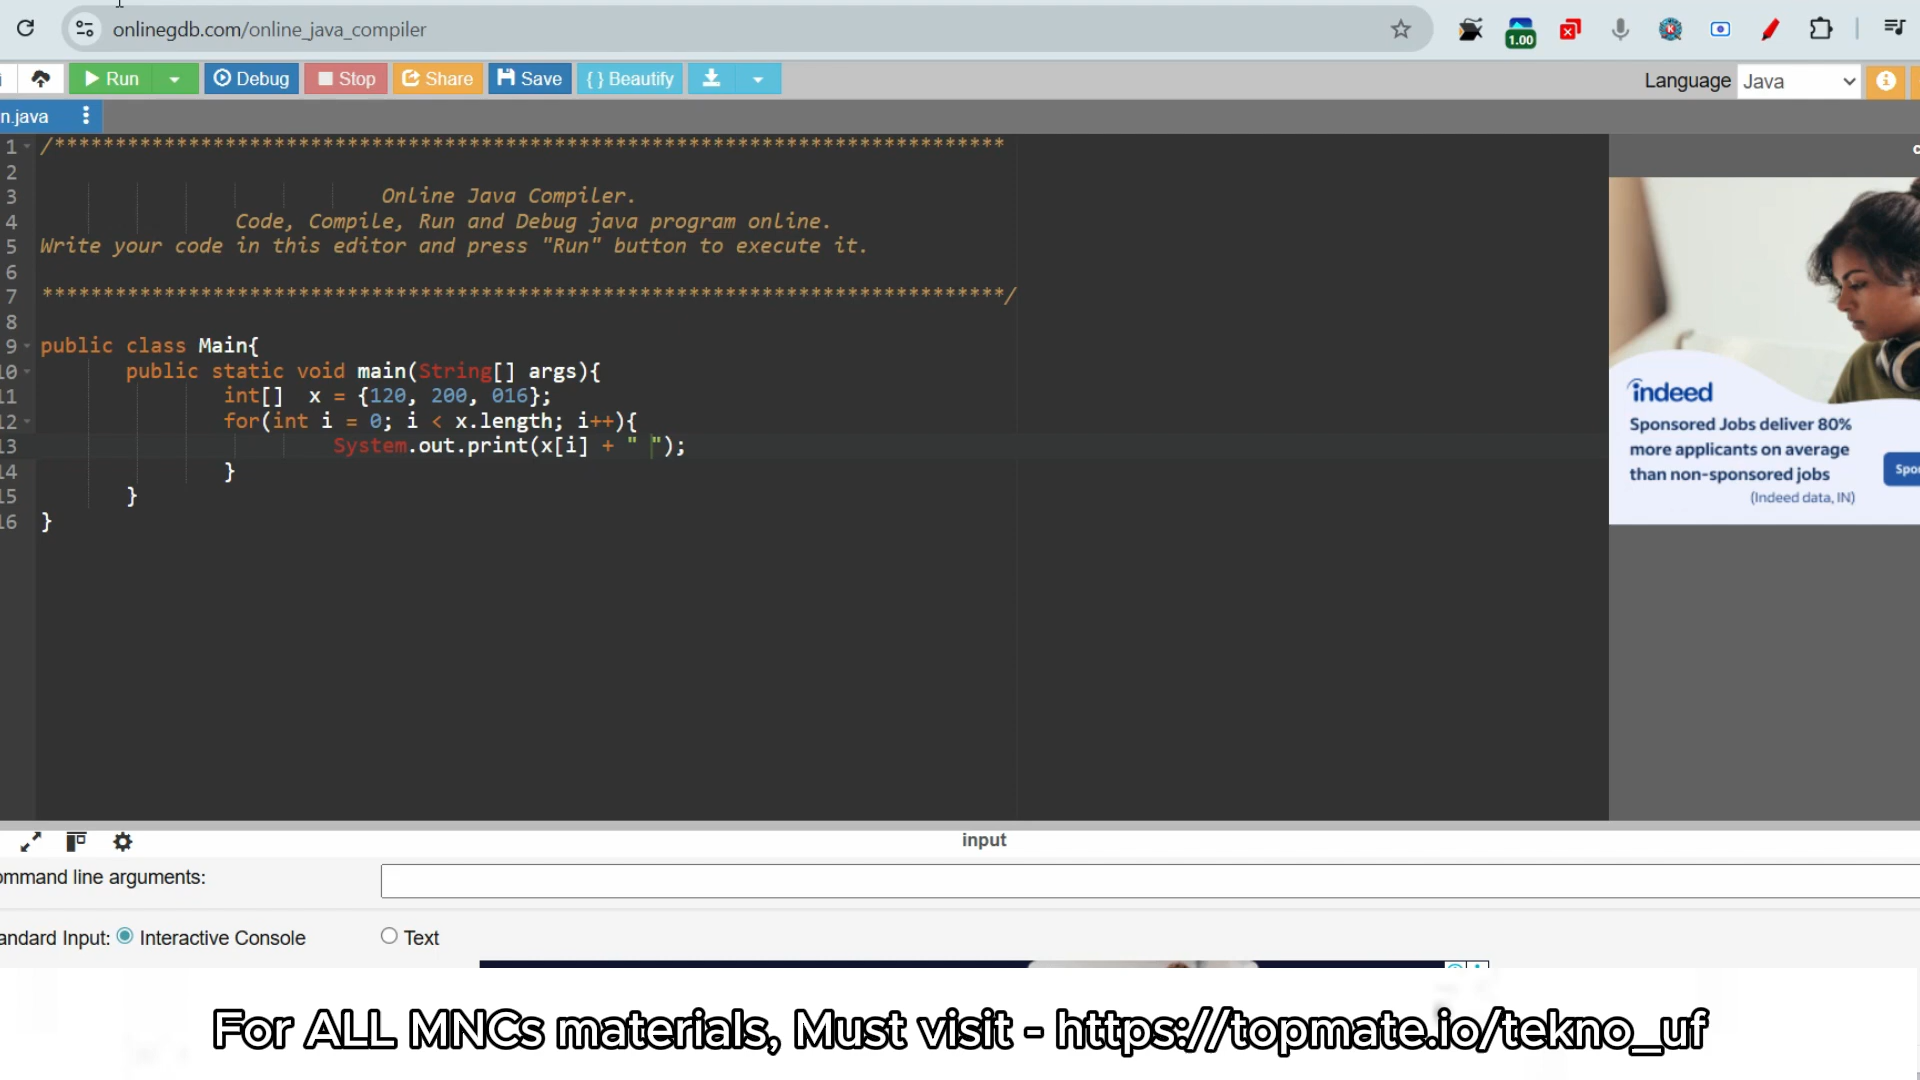 onlinegdb.com/online_java_compiler
1.00
Run Debug Stop Share Save { } Beautify Language Java
n.java
1 /******************************************************************************
2
3 Online Java Compiler.
4 Code, Compile, Run and Debug java program online.
5 Write your code in this editor and press "Run" button to execute it.
6
7 *******************************************************************************/
8
9 public class Main{
10 public static void main(String[] args){
11 int[] x = {120, 200, 016};
12 for(int i = 0; i < x.length; i++){
13 System.out.print(x[i] + " ");
14 }
15 }
16 }
indeed
Sponsored Jobs deliver 80%
more applicants on average
than non-sponsored jobs
(Indeed data, IN)
input
ommand line arguments:
andard Input: Interactive Console Text
For ALL MNCs materials, Must visit - https://topmate.io/tekno_uf